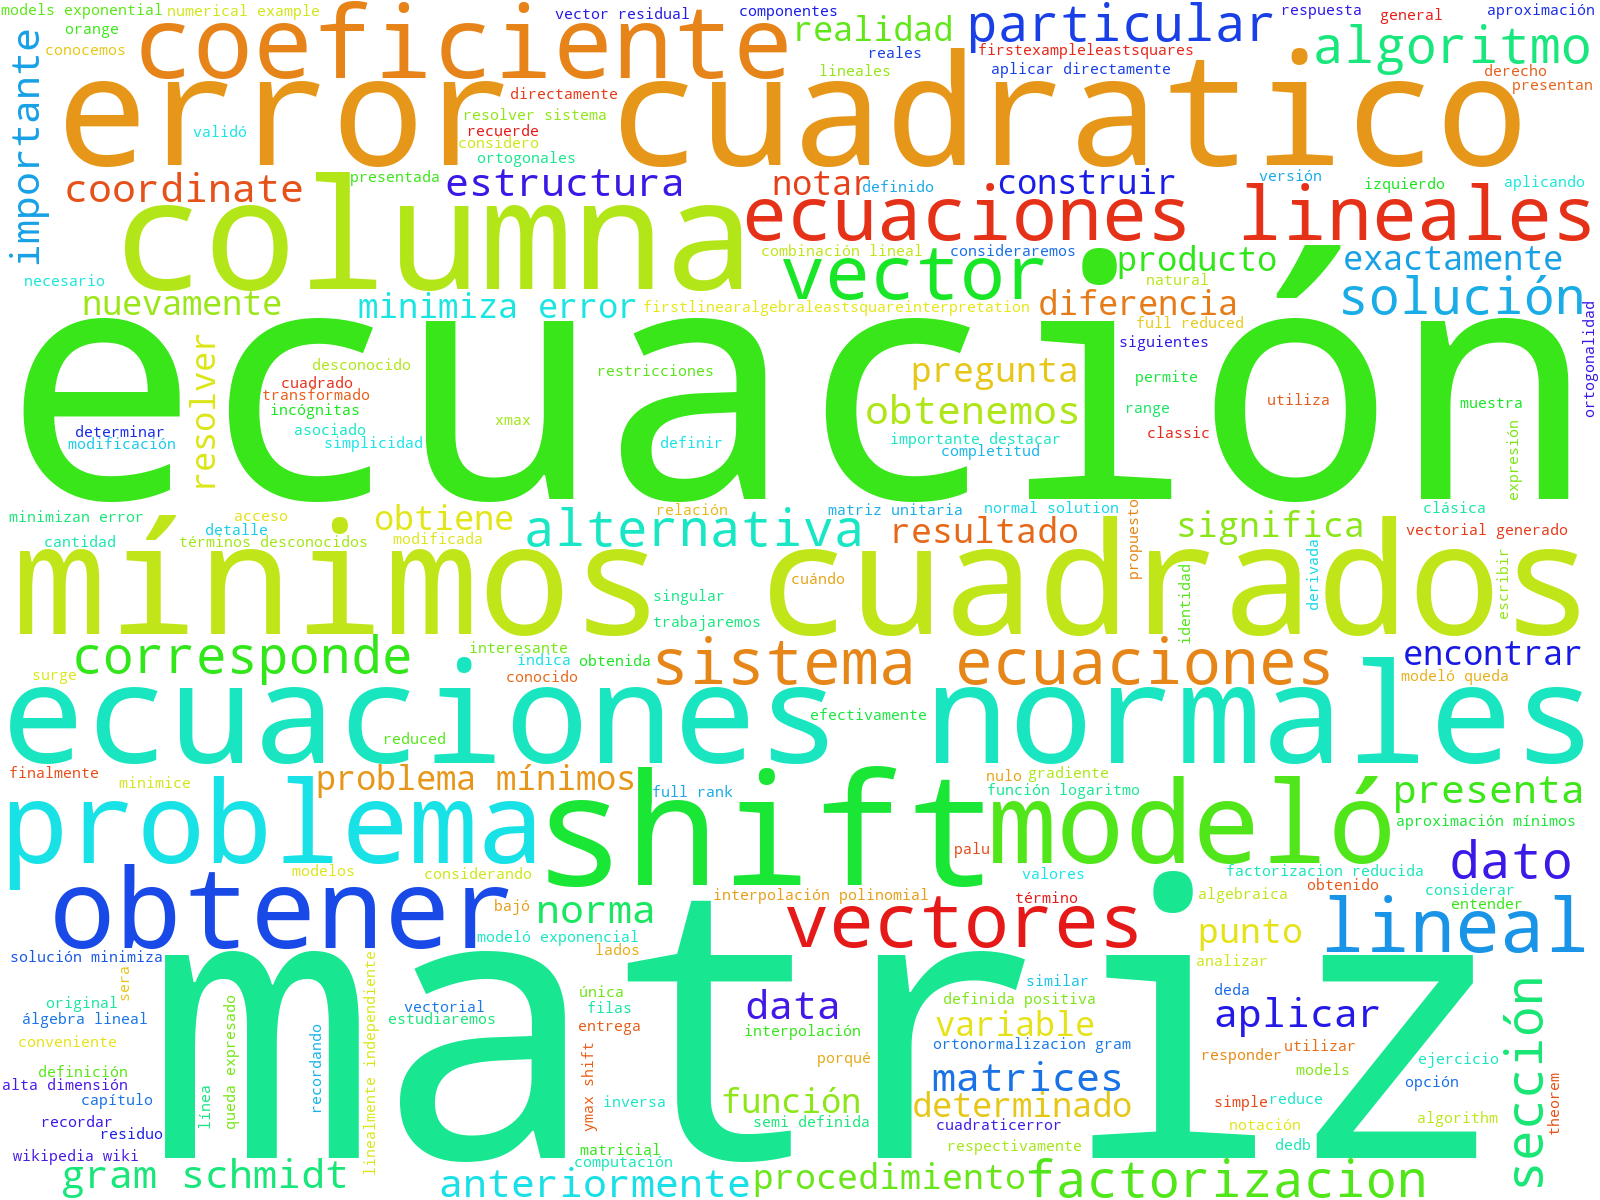 models exponential
numerical example
vector residual
componentes
respuesta
general
aproximación
orange
conocemos
coeficiente
realidad
reales
particular
firstexampleleastsquares
algoritmo
importante
lineales
aplicar directamente
derecho
presentan
error cuadratico
directamente
resolver sistema
recuerde
considero
ortogonales
validó
coordinate
presentada
estructura
notar
definido
construir
versión
izquierdo
aplicando
columna
ecuaciones lineales
necesario
combinación lineal
consideraremos
vector
producto
natural
exactamente
nuevamente
minimiza error
firstlinearalgebraleastsquareinterpretation
diferencia
solución
full reduced
siguientes
ortogonalidad
ecuación
resolver
desconocido
cuadrado
transformado
incógnitas
asociado
simplicidad
determinar
modificación
restricciones
xmax
definir
pregunta
obtenemos
importante destacar
completitud
permite
range
classic
utiliza
muestra
expresión
minimizan error
acceso
detalle
cantidad
términos desconocidos
obtiene
modificada
alternativa
relación
matriz unitaria
normal solution
resultado
propuesto
significa
clásica
vectorial generado
mínimos cuadrados
cuándo
singular
trabajaremos
identidad
derivada
escribir
corresponde
interesante
indica
obtenida
conocido
sistema ecuaciones
encontrar
modeló queda
surge
ecuaciones normales
efectivamente
reduced
finalmente
minimice
problema mínimos
full rank
nulo
gradiente
función logaritmo
presenta
aproximación mínimos
problema
shift
modeló
palu
modelos
considerando
valores
factorizacion reducida
obtenido
dato
considerar
entender
obtener
bajó
norma
interpolación polinomial
término
algebraica
modeló exponencial
lados
vectores
punto
analizar
lineal
solución minimiza
sera
original
álgebra lineal
conveniente
definición
alta dimensión
capítulo
recordar
residuo
wikipedia wiki
línea
queda expresado
recordando
linealmente independiente
matriz
vectorial
estudiaremos
única
filas
entrega
ymax shift
inversa
matricial
computación
data
interpolación
porqué
función
semi definida
similar
definida positiva
variable
ortonormalizacion gram
matrices
determinado
cuadraticerror
respectivamente
deda
aplicar
responder
utilizar
models
simple
reduce
notación
dedb
ejercicio
opción
algorithm
theorem
sección
gram schmidt
anteriormente
procedimiento
factorizacion